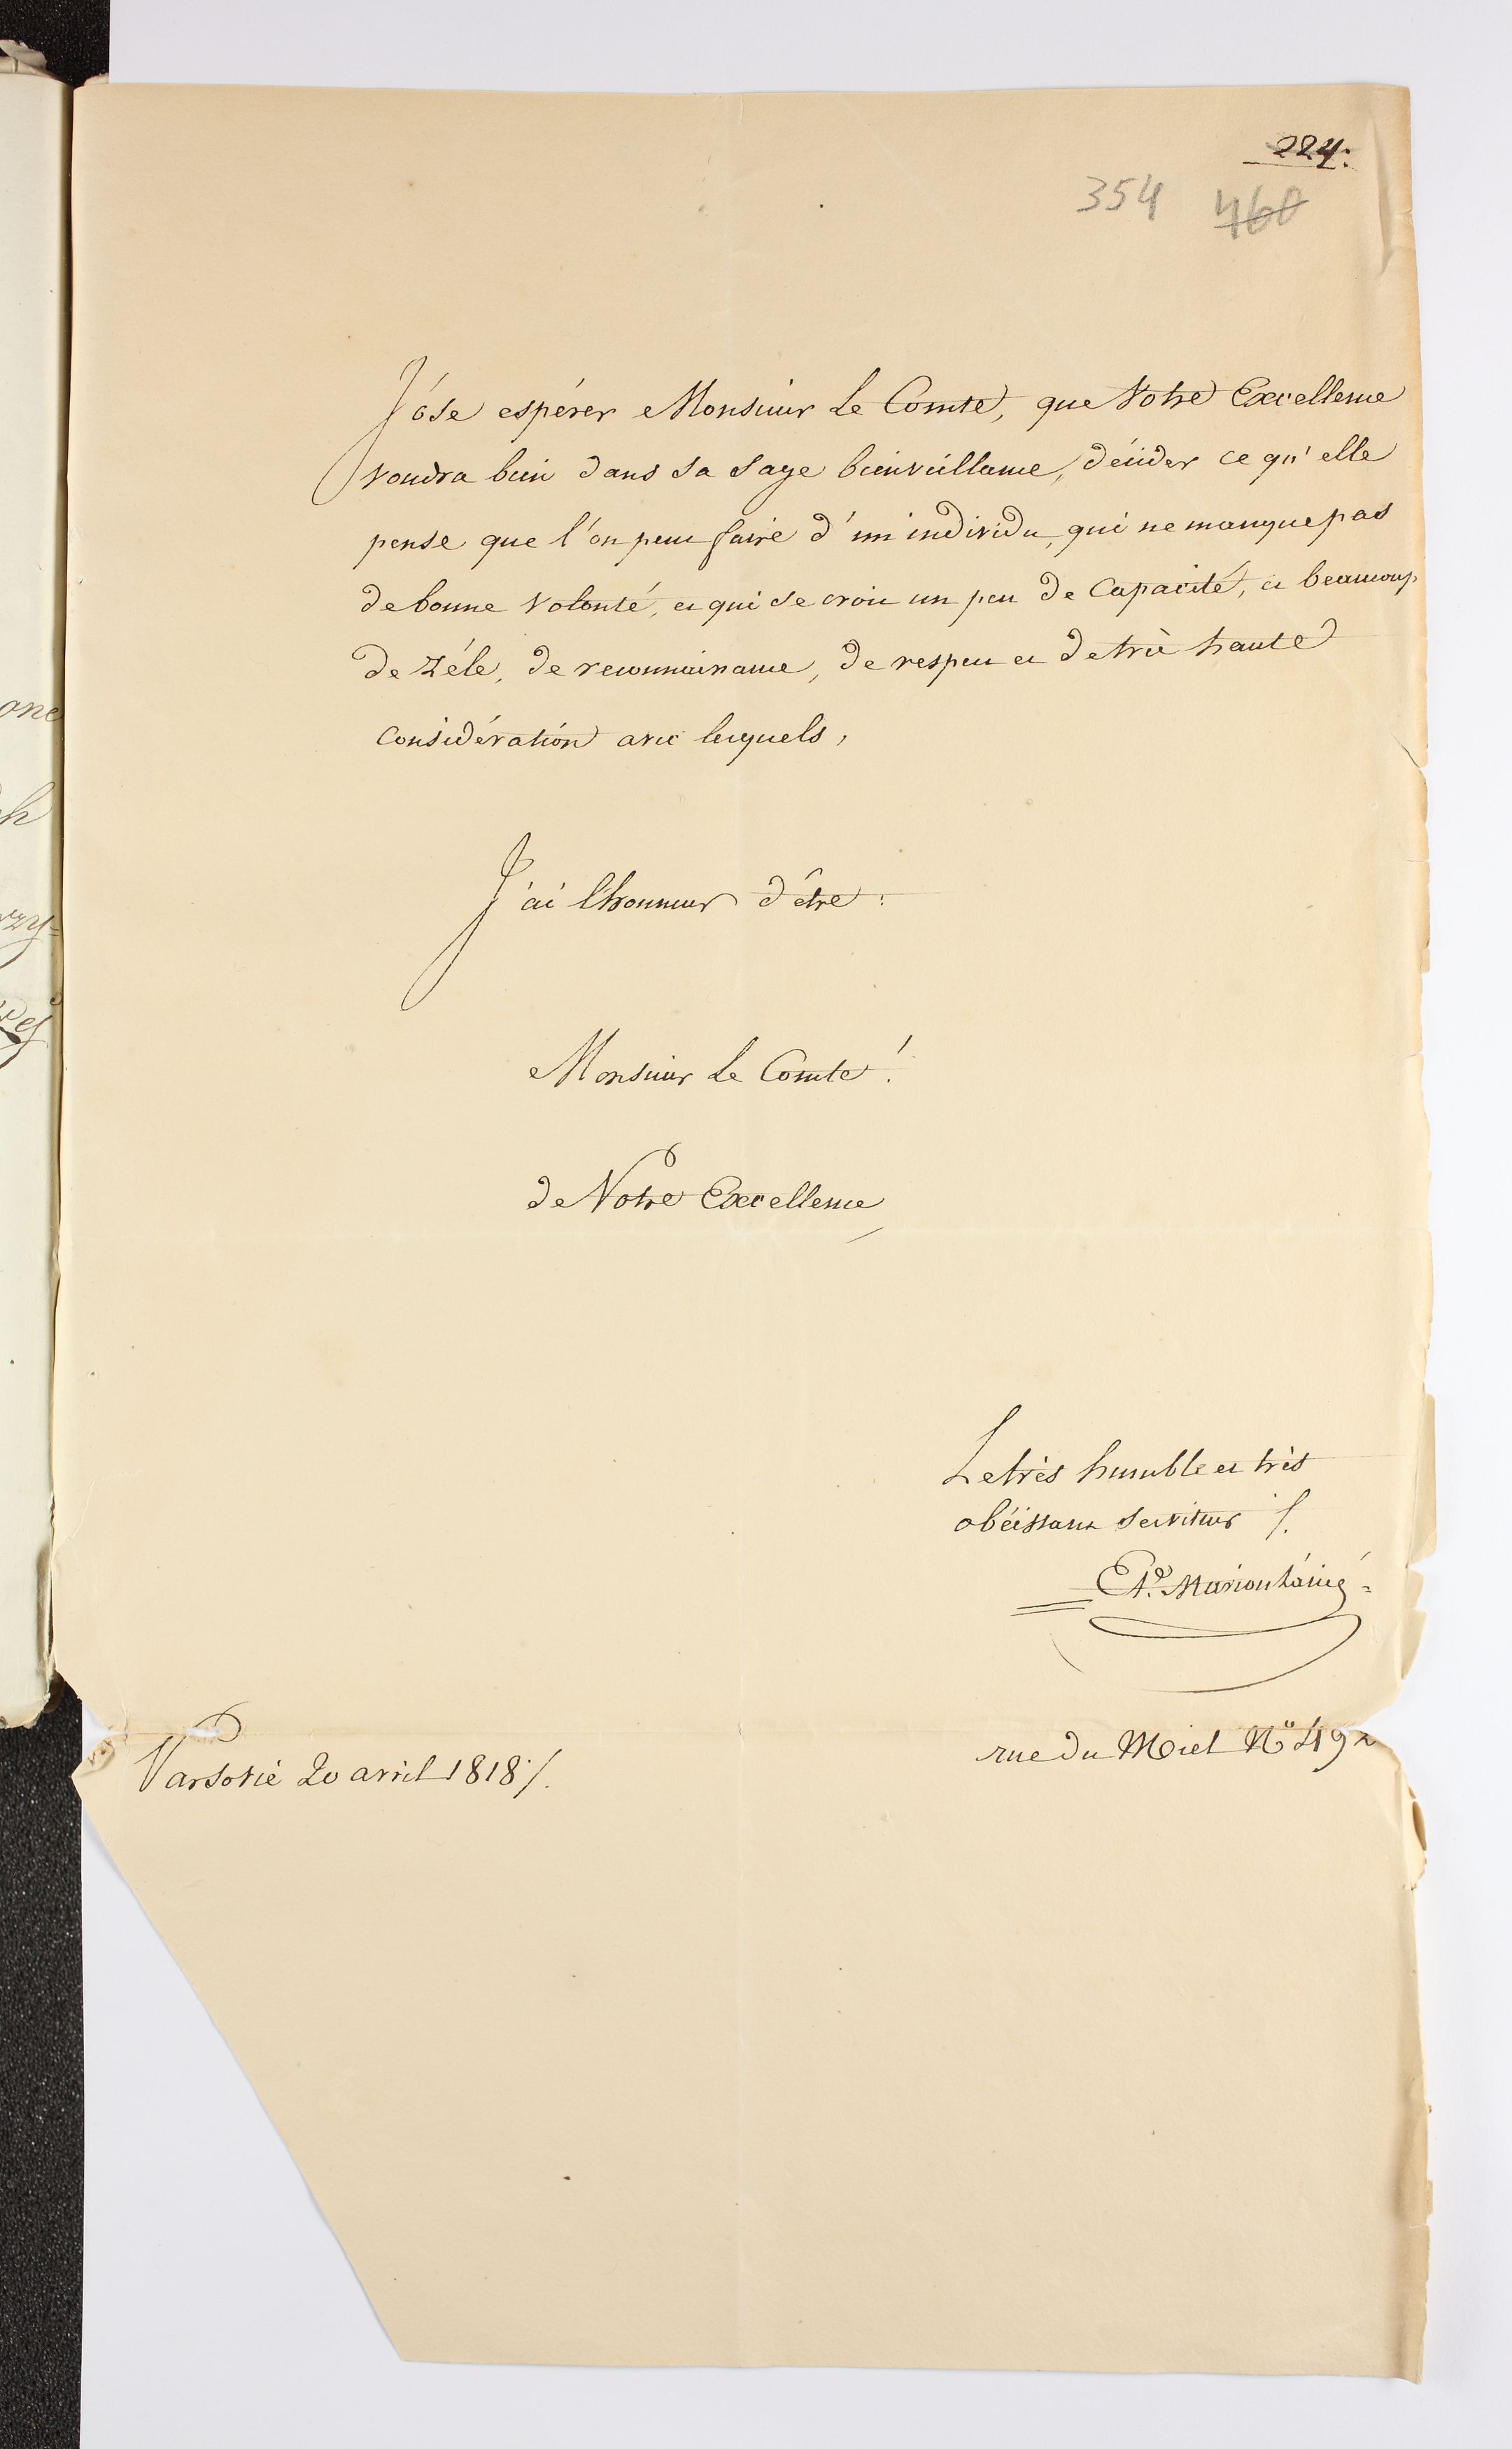 224.
354 460
J'ose espérer Monsieur Le Comte, que Votre Excellence
voudra bien dans sa sage bienveillance, décider ce qu'elle
pense que l'on peut faire d'un individu, qui ne manque pas
de bonne volonté, et qui se croit un peu de Capacité, et beaucoup
de zéle, de reconnaissance, de respect et de très haute
considération avec lesquels,
J'ai l'honneur d'être:
Monsieur Le Comte!
de Votre Excellence
Le très humble et très
obéissant serviteur /.
rue du Miel N° 49
Varsovie 20 avril 1818 /.